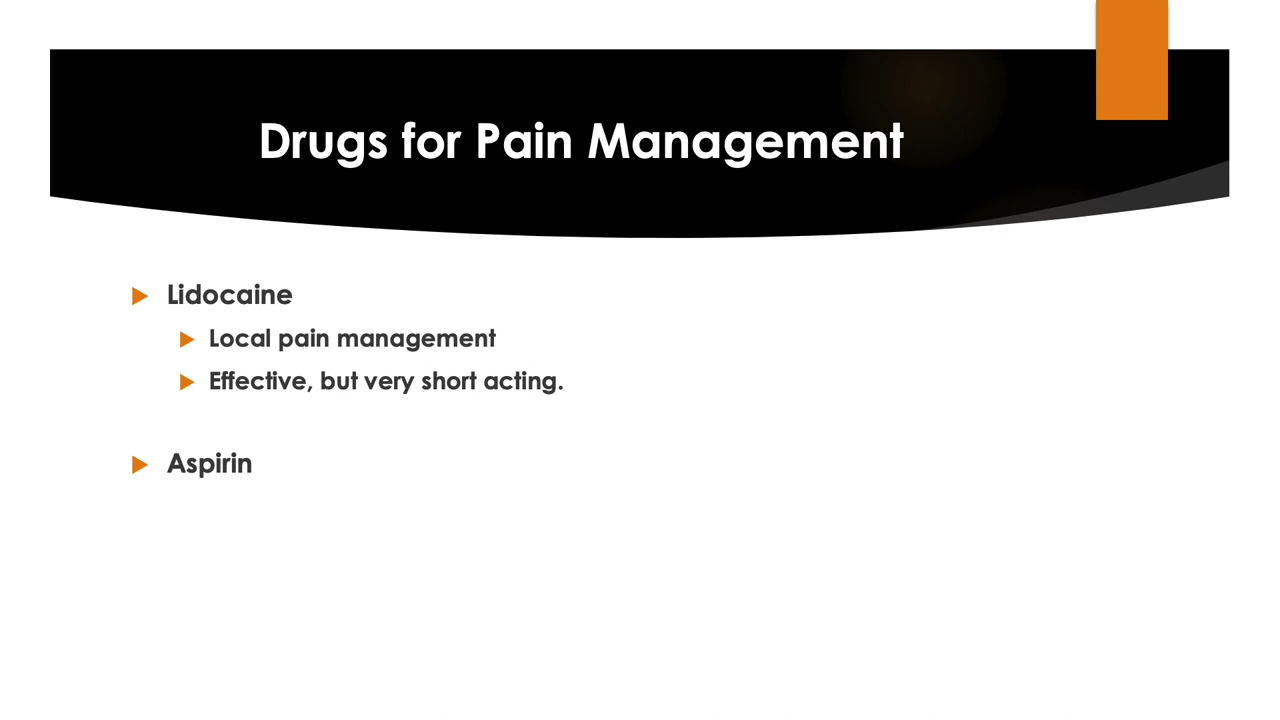 Drugs for Pain Management
Lidocaine
Local pain management
Effective, but very short acting.
Aspirin